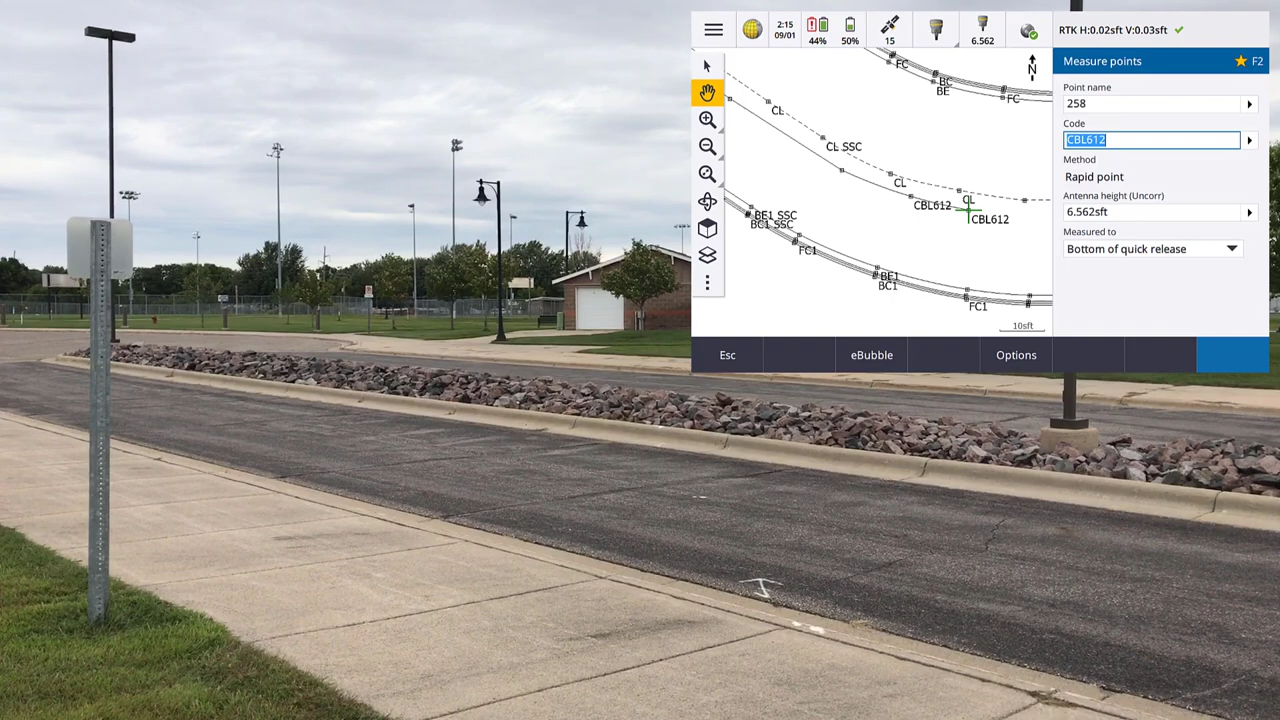 2:15
09/01
44%
50%
15
6.562
RTK H:0.02sft V:0.03sft
Measure points
F2
Point name
258
Code
CBL612
Method
Rapid point
Antenna height (Uncorr)
6.562sft
Measured to
Bottom of quick release
N
FC
BC
BE
FC
CL
CL SSC
CL
CBL612
CL
CBL612
BE1 SSC
BC1 SSC
FC1
BE1
BC1
FC1
10sft
Esc
eBubble
Options